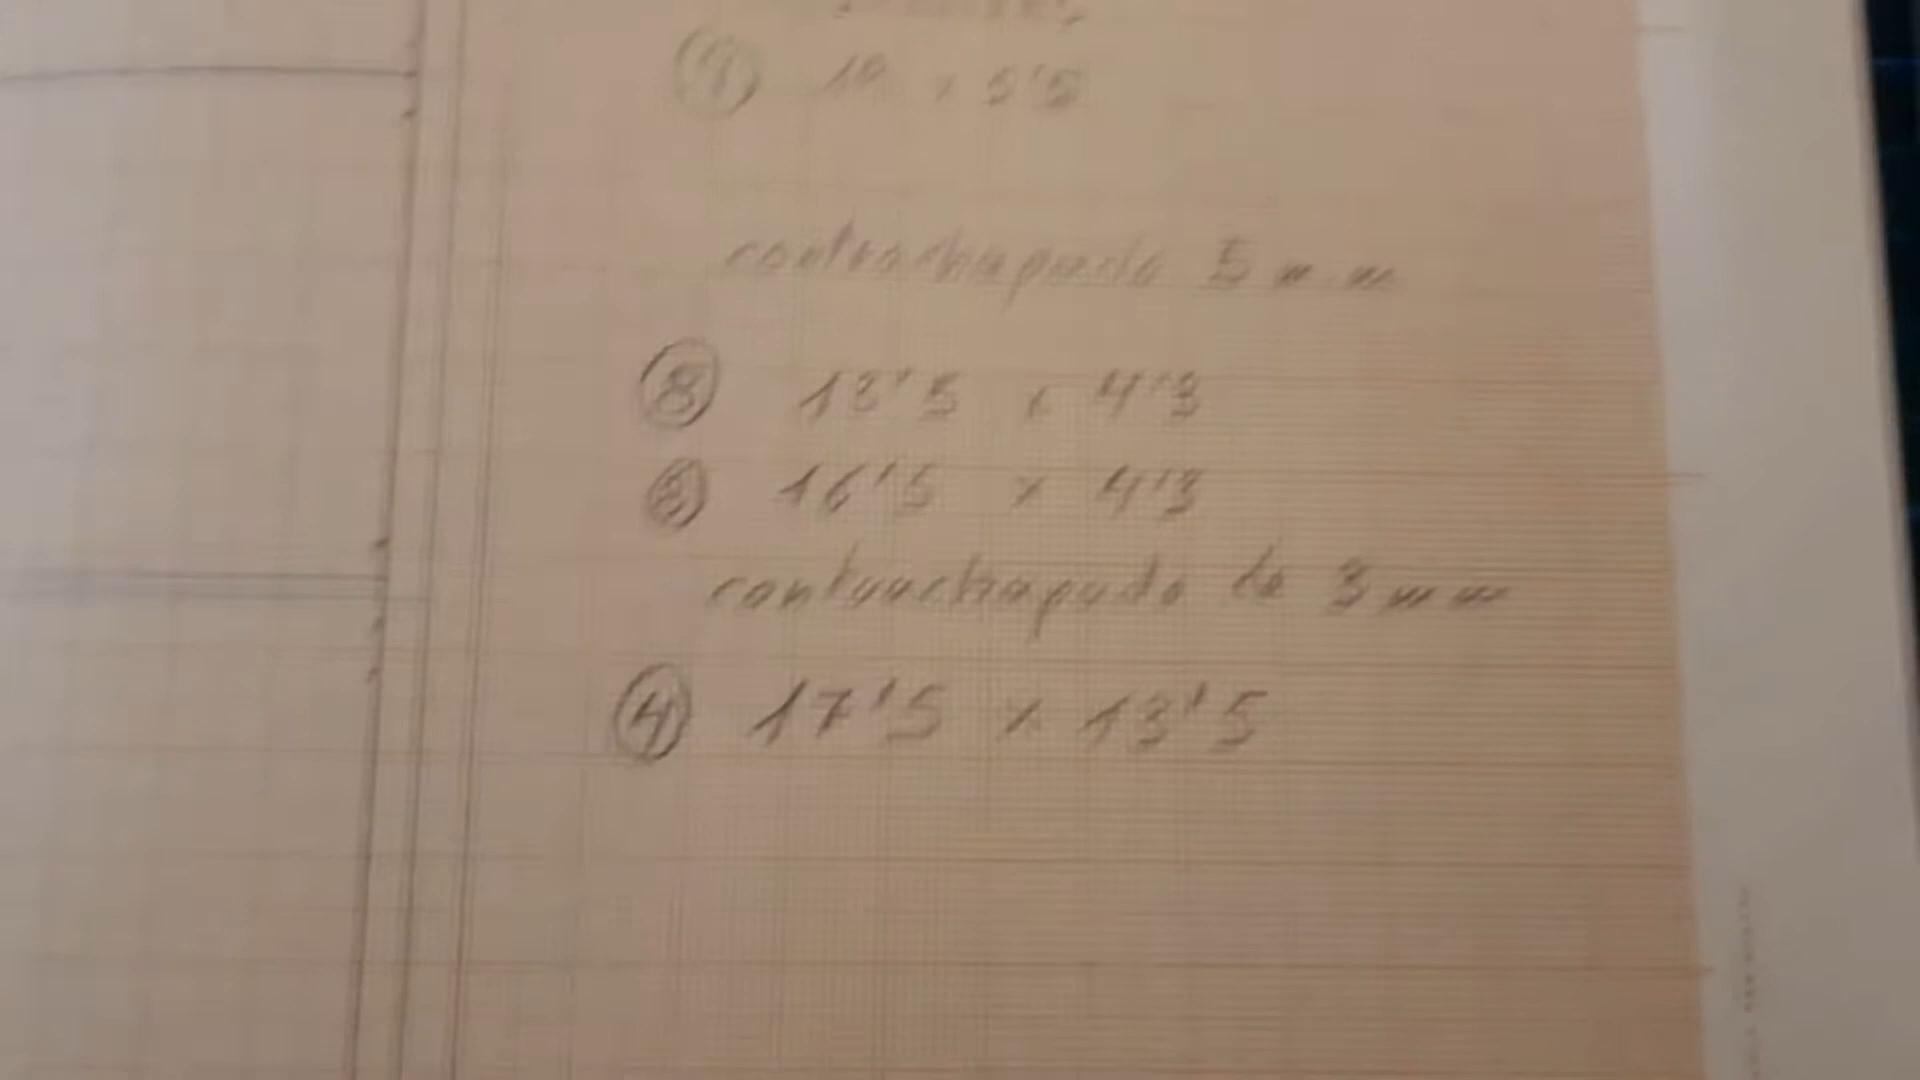 contrachapado 5 mm
⑧ 13'5 x 4'3
16'5 x 4'3
contrachapado de 3 mm
④ 17'5 x 13'5